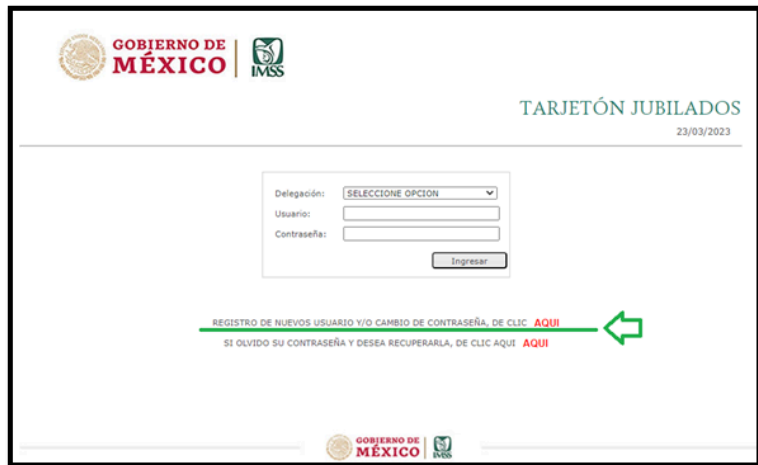 GOBIERNO DE
MÉXICO
IMSS
TARJETÓN JUBILADOS
23/03/2023
Delegación: SELECCIONE OPCION
Usuario:
Contraseña:
Ingresar
REGISTRO DE NUEVOS USUARIO Y/O CAMBIO DE CONTRASEÑA, DE CLIC AQUI
SI OLVIDO SU CONTRASEÑA Y DESEA RECUPERARLA, DE CLIC AQUI AQUI
GOBIERNO DE
MÉXICO
IMSS